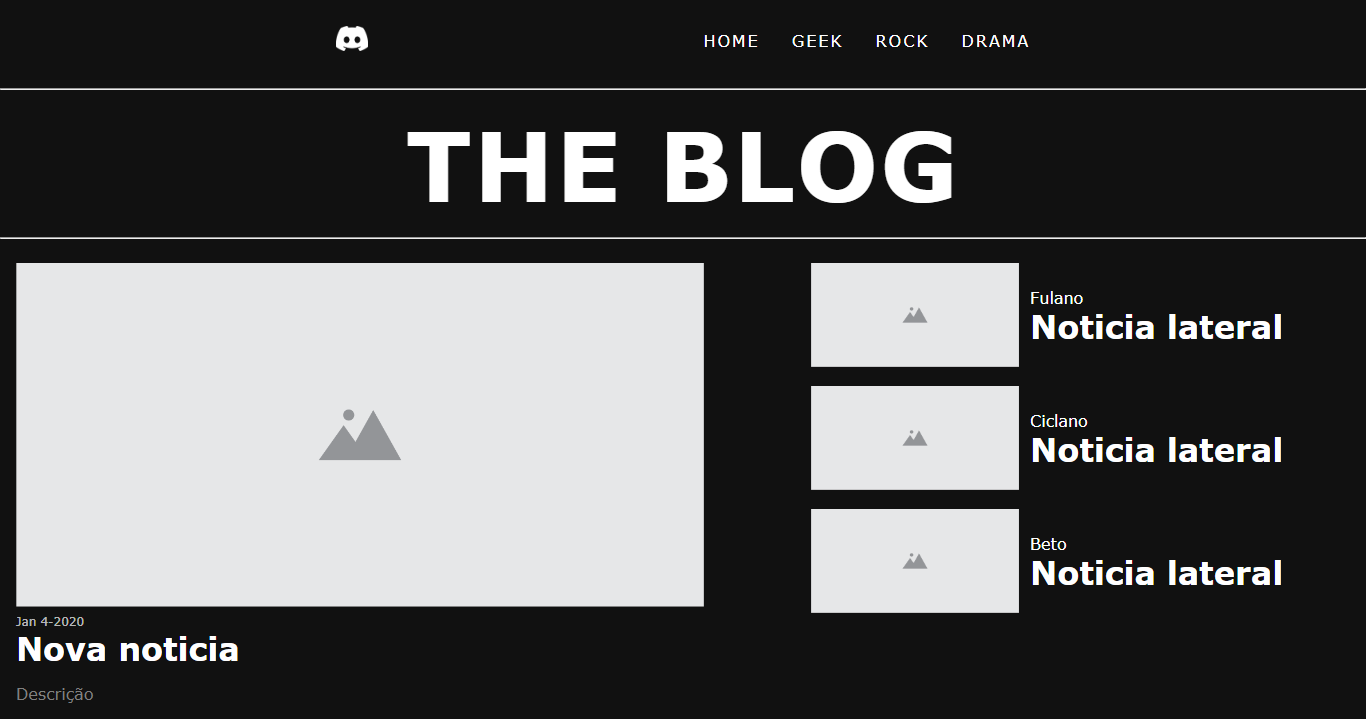 HOME GEEK ROCK DRAMA
THE BLOG
Jan 4-2020
Nova noticia
Descrição
Fulano
Noticia lateral
Ciclano
Noticia lateral
Beto
Noticia lateral